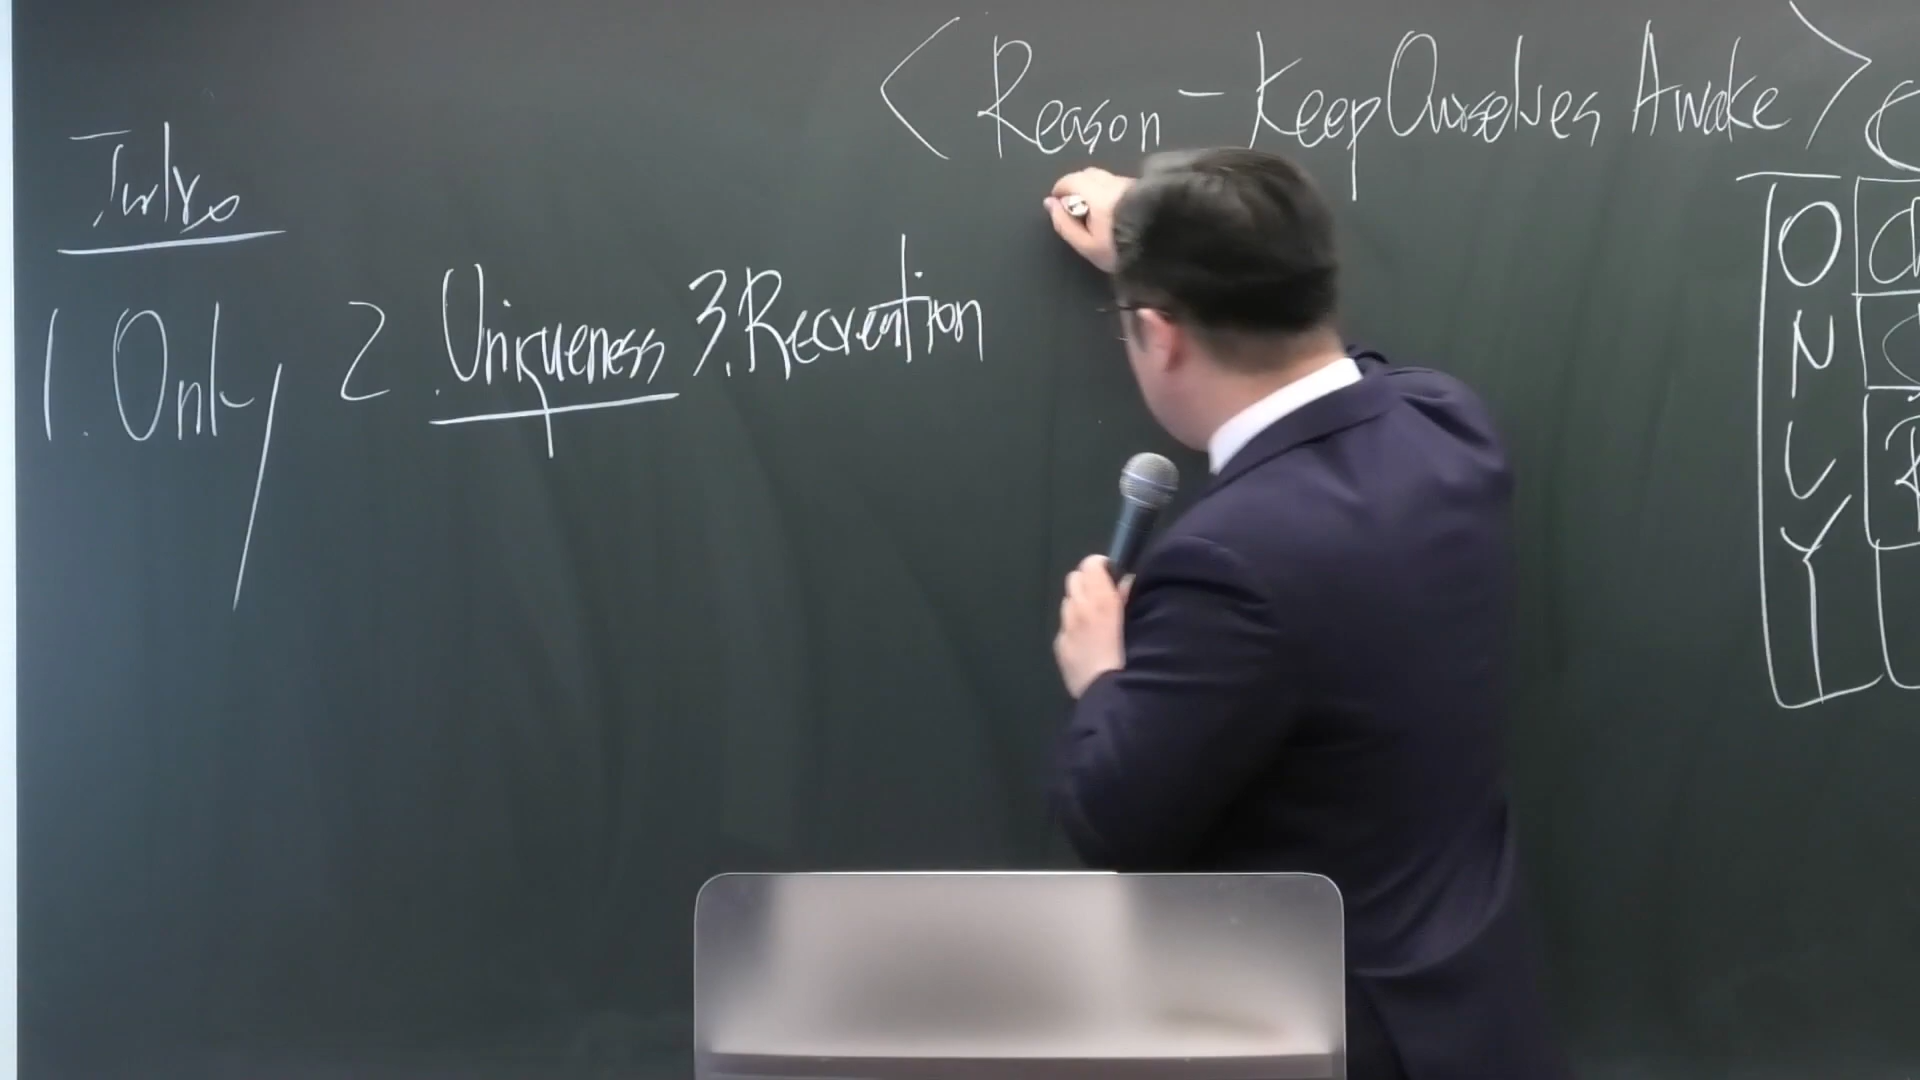 < Reason - Keep Ourselves Awake >
Intro
1. Only 2. Uniqueness 3. Recreation
O
N
L
Y